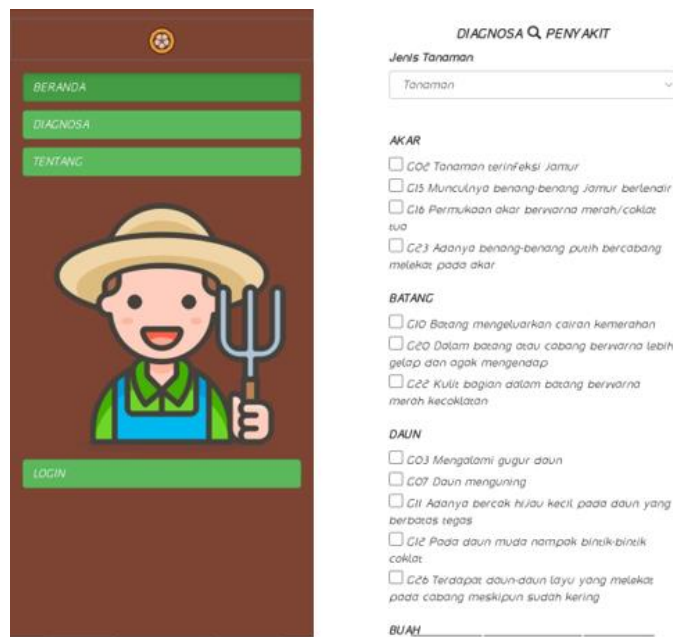 BERANDA
DIAGNOSA
TENTANG
LOGIN
DIAGNOSA PENYAKIT
Jenis Tanaman
Tanaman
AKAR
G02 Tanaman terinfeksi Jamur
G15 Munculnya benang-benang Jamur berlendir
G16 Permukaan akar berwarna merah/coklat
tua
G23 Adanya benang-benang putih bercabang
melekat pada akar
BATANG
G10 Batang mengeluarkan cairan kemerahan
G20 Dalam batang atau cabang berwarna lebih
gelap dan agak mengendap
G22 Kulit bagian dalam batang berwarna
merah kecoklatan
DAUN
G03 Mengalami gugur daun
G07 Daun menguning
G11 Adanya bercak hijau kecil pada daun yang
berbatas tegas
G12 Pada daun muda nampak bintik-bintik
coklat
G26 Terdapat daun-daun layu yang melekat
pada cabang meskipun sudah kering
BUAH